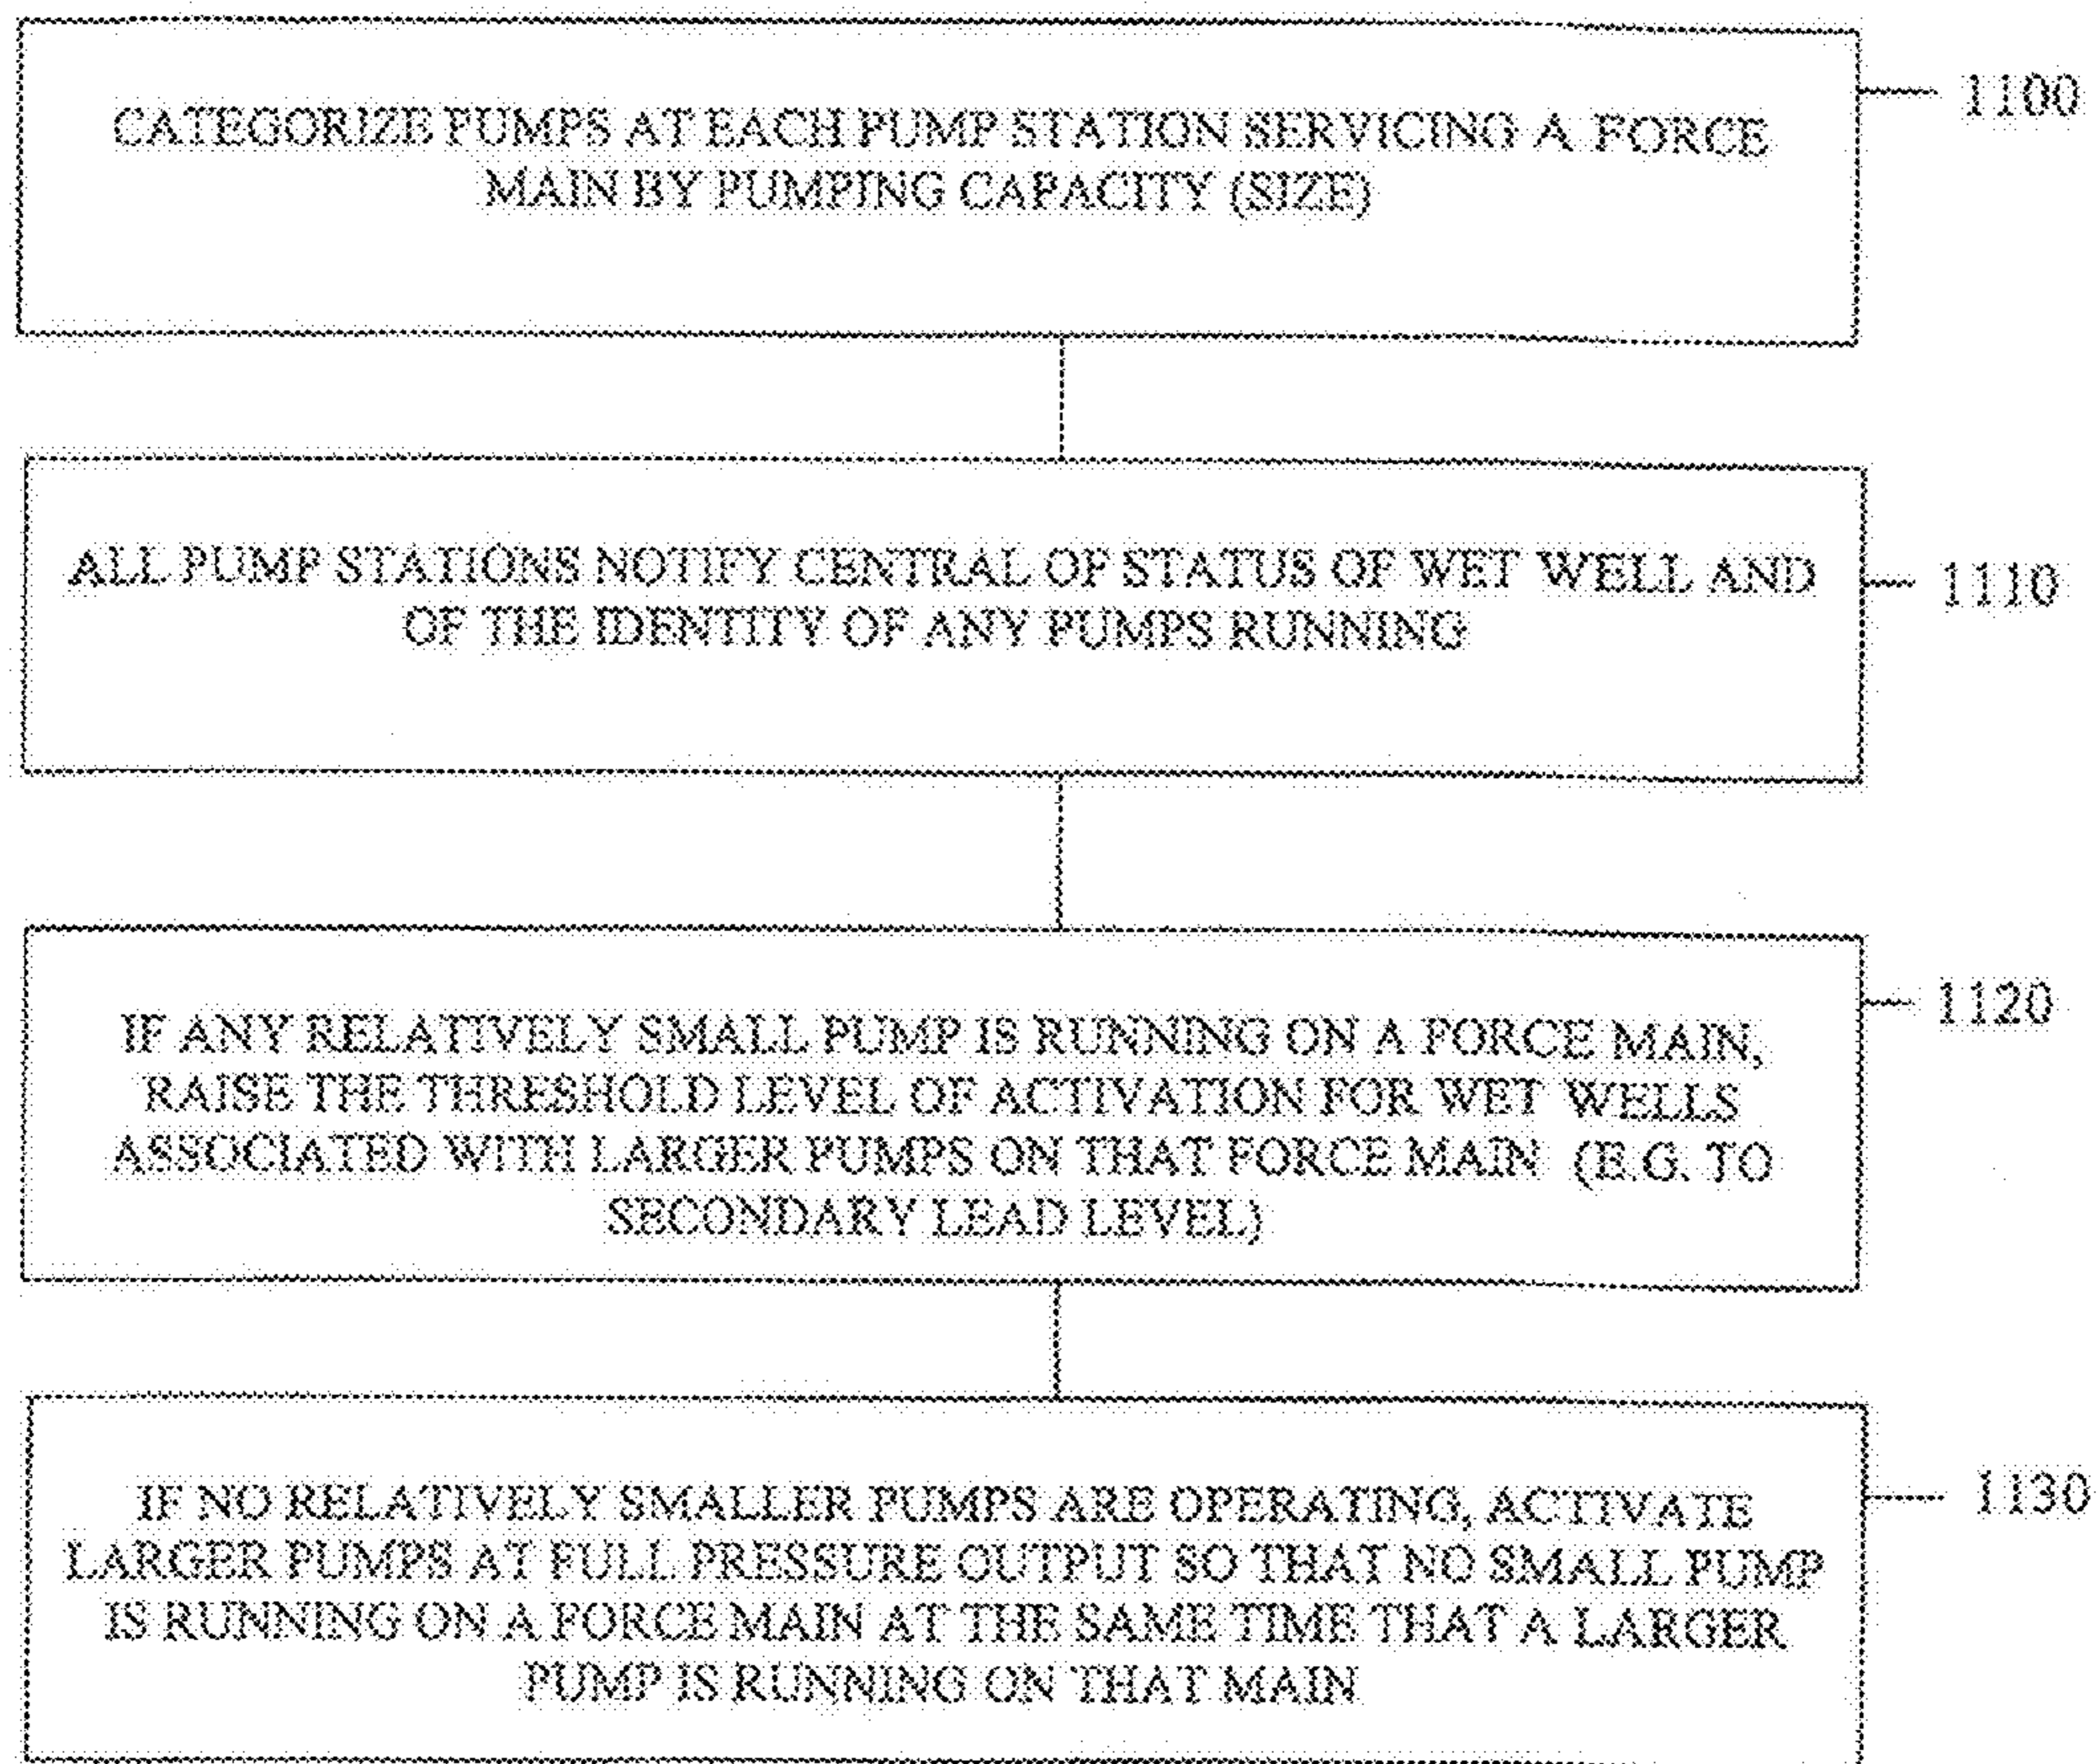 CATEGORIZE PUMPS AT EACH PUMP STATION SERVICING A FORCE
MAIN BY PUMPING CAPACITY (SIZE)
1100
ALL PUMP STATIONS NOTIFY CENTRAL OF STATUS OF WET WELL AND
OF THE IDENTITY OF ANY PUMPS RUNNING
1110
IF ANY RELATIVELY SMALL PUMP IS RUNNING ON A FORCE MAIN,
RAISE THE THRESHOLD LEVEL OF ACTIVATION FOR WET WELLS
ASSOCIATED WITH LARGER PUMPS ON THAT FORCE MAIN (E.G. TO
SECONDARY LEAD LEVEL)
1120
IF NO RELATIVELY SMALLER PUMPS ARE OPERATING, ACTIVATE
LARGER PUMPS AT FULL PRESSURE OUTPUT SO THAT NO SMALL PUMP
IS RUNNING ON A FORCE MAIN AT THE SAME TIME THAT A LARGER
PUMP IS RUNNING ON THAT MAIN
1130